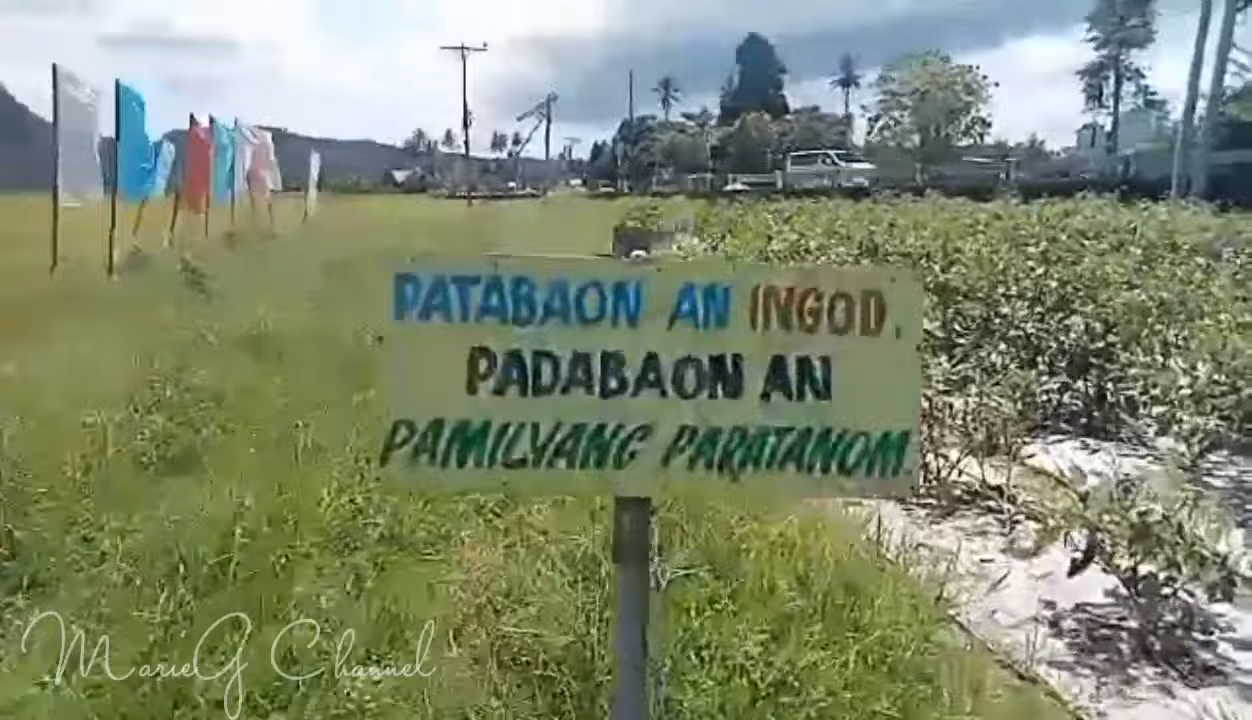 PATABAON AN INGOD,
PADABAON AN
PAMILYANG PARATANOM.
MarieG Channel